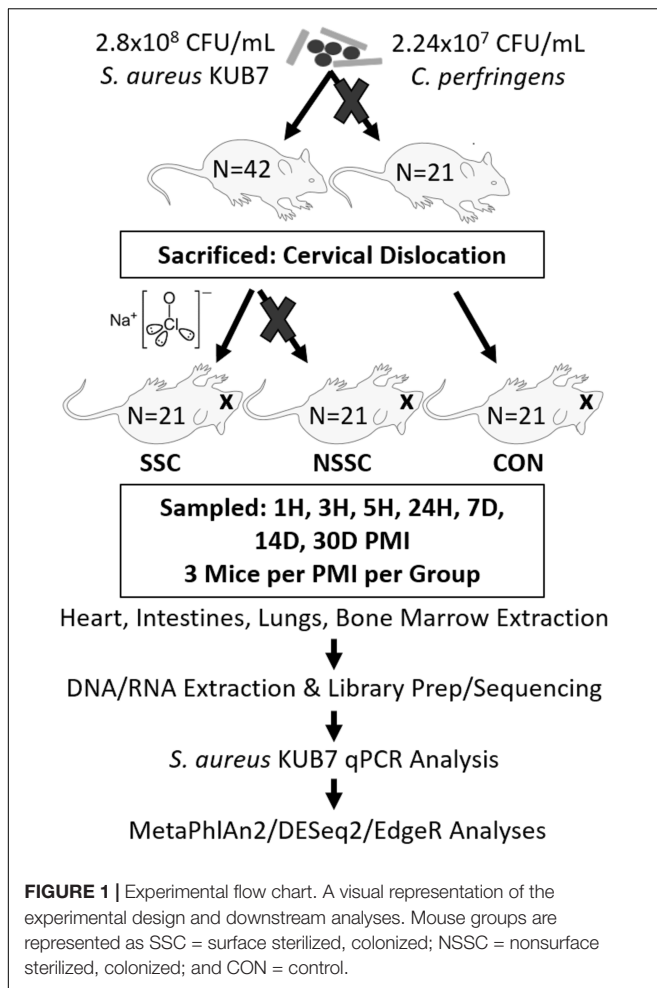 2.8x10⁸ CFU/mL
S. aureus KUB7
2.24x10⁷ CFU/mL
C. perfringens
N=42
N=21
Sacrificed: Cervical Dislocation
O
Na⁺ [Cl]⁻
X X X
N=21 N=21 N=21
SSC NSSC CON
Sampled: 1H, 3H, 5H, 24H, 7D,
14D, 30D PMI
3 Mice per PMI per Group
Heart, Intestines, Lungs, Bone Marrow Extraction
DNA/RNA Extraction & Library Prep/Sequencing
S. aureus KUB7 qPCR Analysis
MetaPhlAn2/DESeq2/EdgeR Analyses
FIGURE 1 | Experimental flow chart. A visual representation of the
experimental design and downstream analyses. Mouse groups are
represented as SSC = surface sterilized, colonized; NSSC = nonsurface
sterilized, colonized; and CON = control.